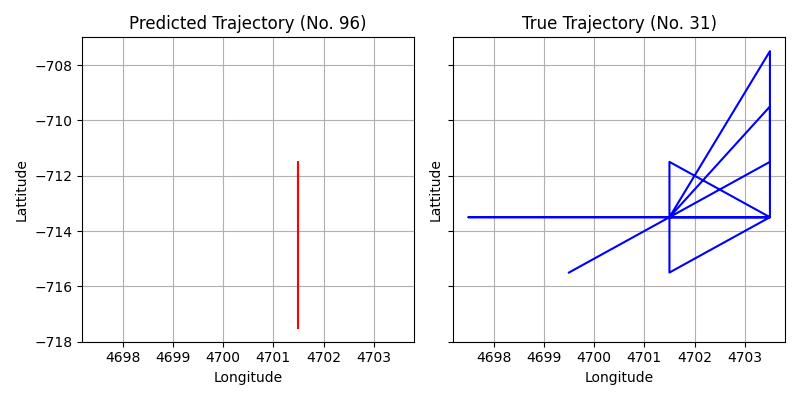 Predicted Trajectory (No. 96)
Lattitude
−708
−710
−712
−714
−716
−718
4698 4699 4700 4701 4702 4703
Longitude
True Trajectory (No. 31)
Lattitude
4698 4699 4700 4701 4702 4703
Longitude